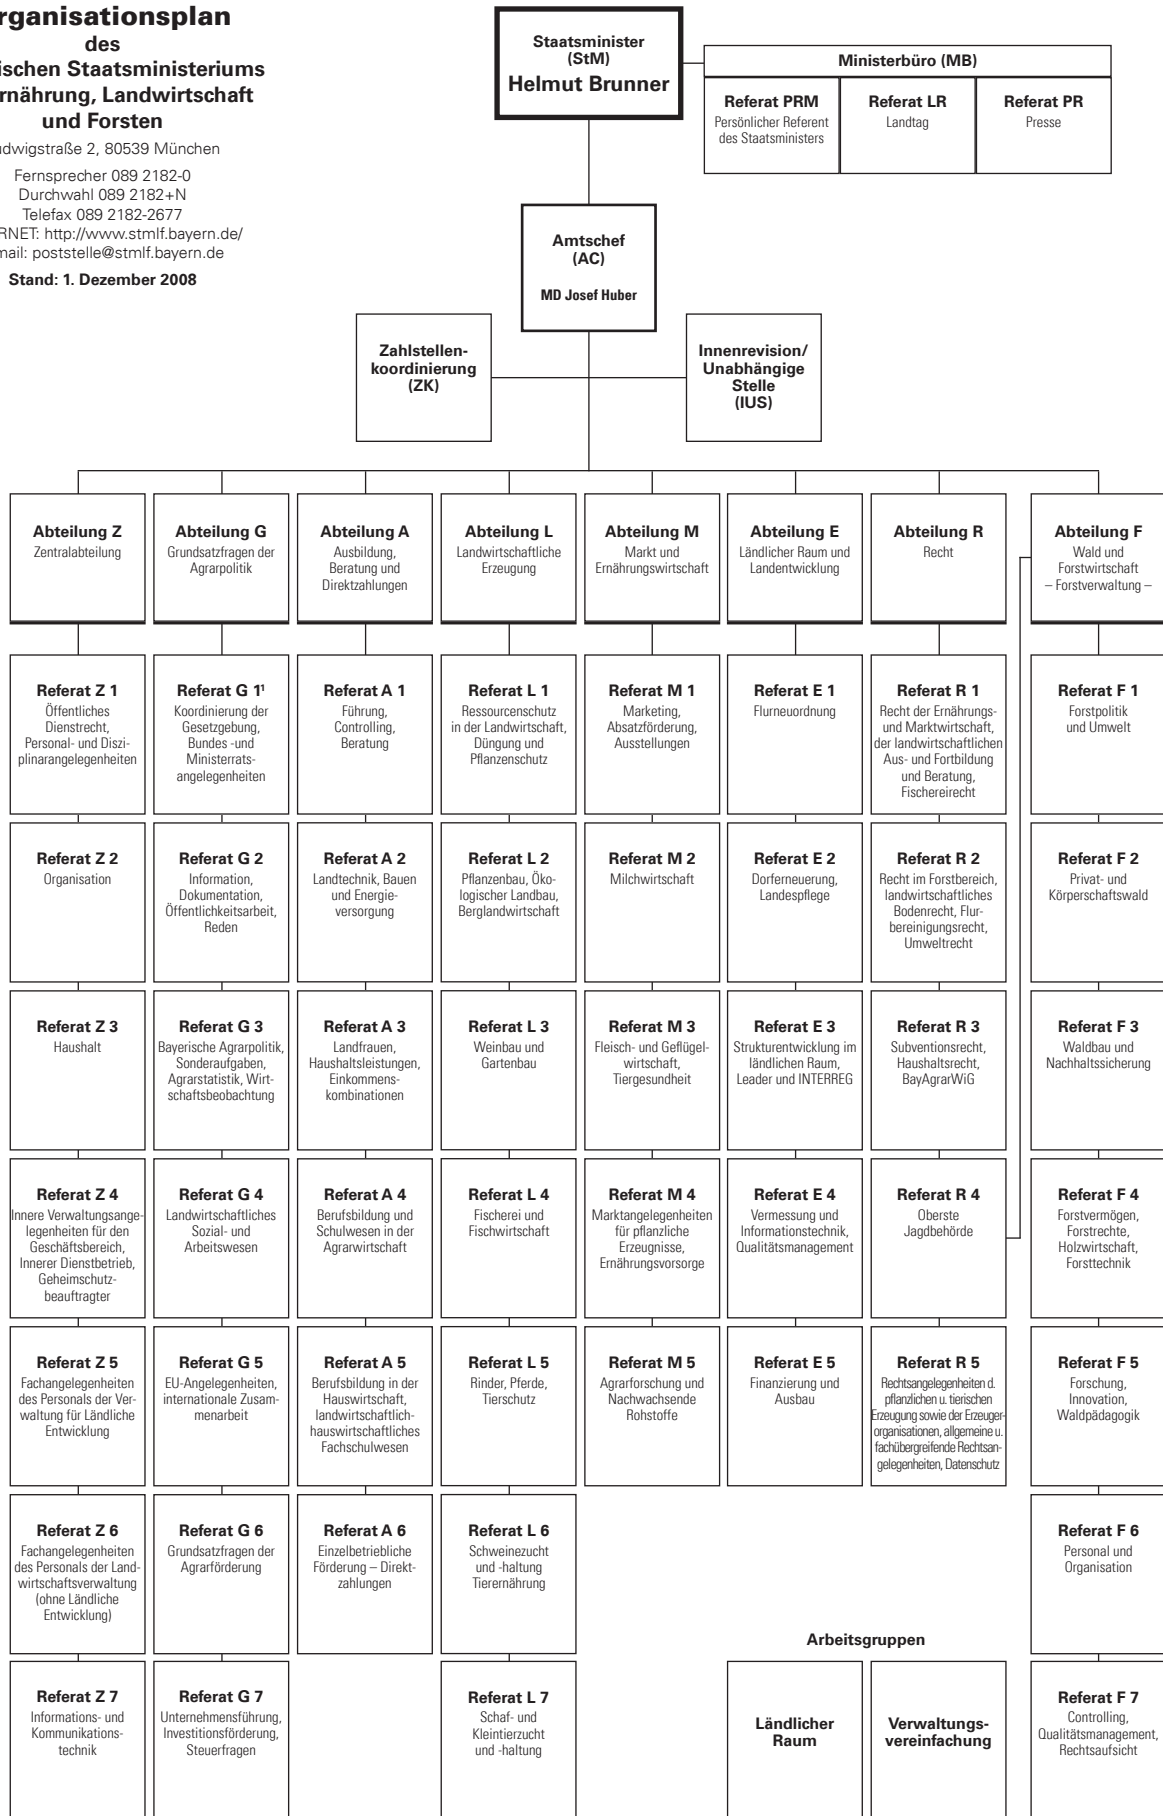 rganisationsplan
des
ischen Staatsministeriums
rnährung, Landwirtschaft
und Forsten
udwigstraße 2, 80539 München
Fernsprecher 089 2182-0
Durchwahl 089 2182+N
Telefax 089 2182-2677
RNET: http://www.stmlf.bayern.de/
mail: poststelle@stmlf.bayern.de
Stand: 1. Dezember 2008
Staatsminister
(StM)
Helmut Brunner
Ministerbüro (MB)
Referat PRM
Persönlicher Referent
des Staatsministers
Referat LR
Landtag
Referat PR
Presse
Amtschef
(AC)
MD Josef Huber
Zahlstellen-
koordinierung
(ZK)
Innenrevision/
Unabhängige
Stelle
(IUS)
Abteilung Z
Zentralabteilung
Abteilung G
Grundsatzfragen der
Agrarpolitik
Abteilung A
Ausbildung,
Beratung und
Direktzahlungen
Abteilung L
Landwirtschaftliche
Erzeugung
Abteilung M
Markt und
Ernährungswirtschaft
Abteilung E
Ländlicher Raum und
Landentwicklung
Abteilung R
Recht
Abteilung F
Wald und
Forstwirtschaft
– Forstverwaltung –
Referat Z 1
Öffentliches
Dienstrecht,
Personal- und Diszi-
plinarangelegenheiten
Referat G 1¹
Koordinierung der
Gesetzgebung,
Bundes -und
Ministerrats-
angelegenheiten
Referat A 1
Führung,
Controlling,
Beratung
Referat L 1
Ressourcenschutz
in der Landwirtschaft,
Düngung und
Pflanzenschutz
Referat M 1
Marketing,
Absatzförderung,
Ausstellungen
Referat E 1
Flurneuordnung
Referat R 1
Recht der Ernährungs-
und Marktwirtschaft,
der landwirtschaftlichen
Aus- und Fortbildung
und Beratung,
Fischereirecht
Referat F 1
Forstpolitik
und Umwelt
Referat Z 2
Organisation
Referat G 2
Information,
Dokumentation,
Öffentlichkeitsarbeit,
Reden
Referat A 2
Landtechnik, Bauen
und Energie-
versorgung
Referat L 2
Pflanzenbau, Öko-
logischer Landbau,
Berglandwirtschaft
Referat M 2
Milchwirtschaft
Referat E 2
Dorferneuerung,
Landespflege
Referat R 2
Recht im Forstbereich,
landwirtschaftliches
Bodenrecht, Flur-
bereinigungsrecht,
Umweltrecht
Referat F 2
Privat- und
Körperschaftswald
Referat Z 3
Haushalt
Referat G 3
Bayerische Agrarpolitik,
Sonderaufgaben,
Agrarstatistik, Wirt-
schaftsbeobachtung
Referat A 3
Landfrauen,
Haushaltsleistungen,
Einkommens-
kombinationen
Referat L 3
Weinbau und
Gartenbau
Referat M 3
Fleisch- und Geflügel-
wirtschaft,
Tiergesundheit
Referat E 3
Strukturentwicklung im
ländlichen Raum,
Leader und INTERREG
Referat R 3
Subventionsrecht,
Haushaltsrecht,
BayAgrarWiG
Referat F 3
Waldbau und
Nachhaltssicherung
Referat Z 4
Innere Verwaltungsange-
legenheiten für den
Geschäftsbereich,
Innerer Dienstbetrieb,
Geheimschutz-
beauftragter
Referat G 4
Landwirtschaftliches
Sozial- und
Arbeitswesen
Referat A 4
Berufsbildung und
Schulwesen in der
Agrarwirtschaft
Referat L 4
Fischerei und
Fischwirtschaft
Referat M 4
Marktangelegenheiten
für pflanzliche
Erzeugnisse,
Ernährungsvorsorge
Referat E 4
Vermessung und
Informationstechnik,
Qualitätsmanagement
Referat R 4
Oberste
Jagdbehörde
Referat F 4
Forstvermögen,
Forstrechte,
Holzwirtschaft,
Forsttechnik
Referat Z 5
Fachangelegenheiten
des Personals der Ver-
waltung für Ländliche
Entwicklung
Referat G 5
EU-Angelegenheiten,
internationale Zusam-
menarbeit
Referat A 5
Berufsbildung in der
Hauswirtschaft,
landwirtschaftlich-
hauswirtschaftliches
Fachschulwesen
Referat L 5
Rinder, Pferde,
Tierschutz
Referat M 5
Agrarforschung und
Nachwachsende
Rohstoffe
Referat E 5
Finanzierung und
Ausbau
Referat R 5
Rechtsangelegenheiten d.
pflanzlichen u. tierischen
Erzeugung sowie der Erzeuger-
organisationen, allgemeine u.
fachübergreifende Rechtsan-
gelegenheiten, Datenschutz
Referat F 5
Forschung,
Innovation,
Waldpädagogik
Referat Z 6
Fachangelegenheiten
des Personals der Land-
wirtschaftsverwaltung
(ohne Ländliche
Entwicklung)
Referat G 6
Grundsatzfragen der
Agrarförderung
Referat A 6
Einzelbetriebliche
Förderung – Direkt-
zahlungen
Referat L 6
Schweinezucht
und -haltung
Tierernährung
Referat F 6
Personal und
Organisation
Arbeitsgruppen
Referat Z 7
Informations- und
Kommunikations-
technik
Referat G 7
Unternehmensführung,
Investitionsförderung,
Steuerfragen
Referat L 7
Schaf- und
Kleintierzucht
und -haltung
Ländlicher
Raum
Verwaltungs-
vereinfachung
Referat F 7
Controlling,
Qualitätsmanagement,
Rechtsaufsicht